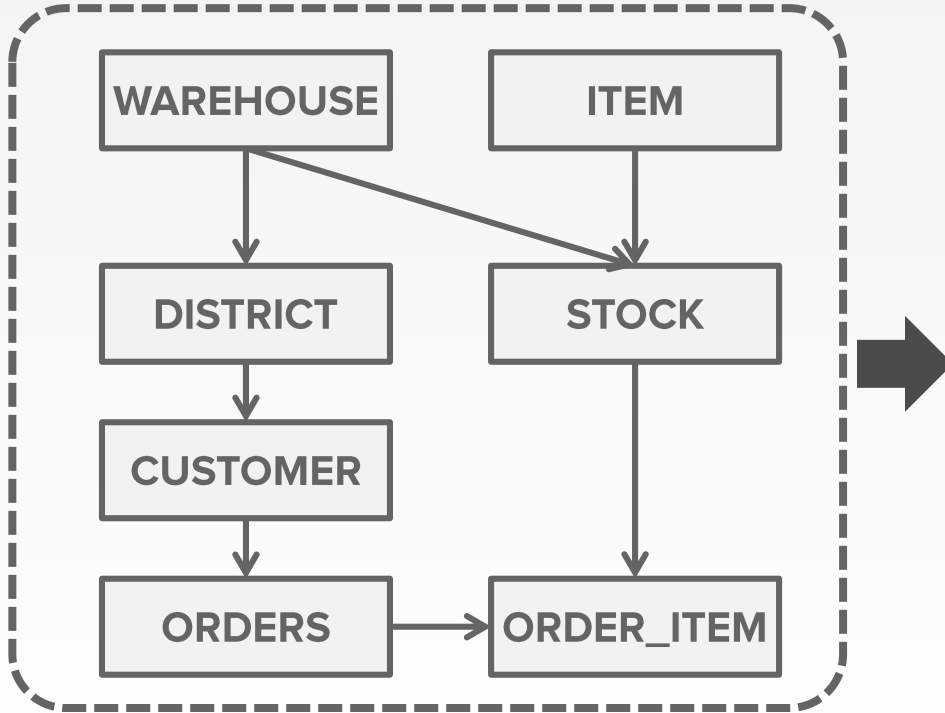 WAREHOUSE
ITEM
DISTRICT
STOCK
CUSTOMER
ORDERS
ORDER_ITEM